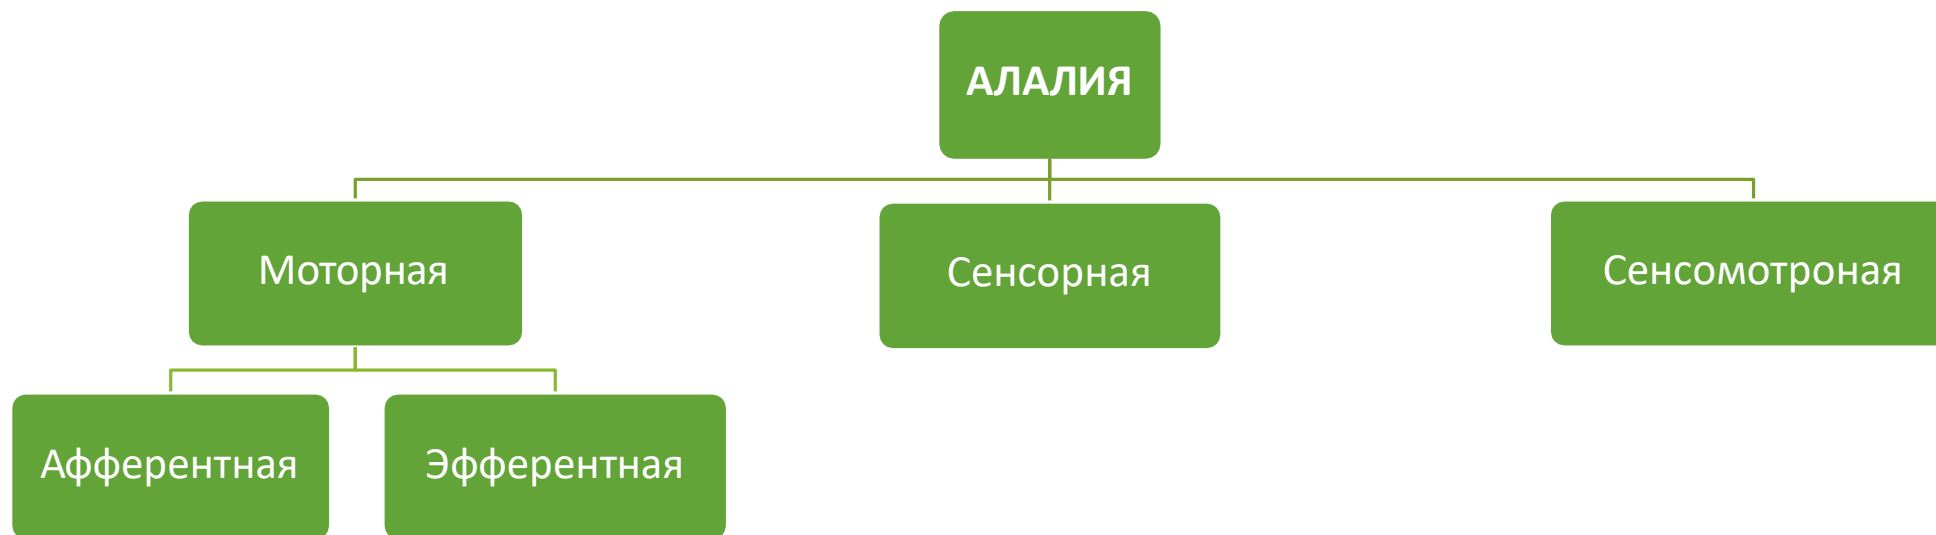 АЛАЛИЯ
Моторная
Сенсорная
Сенсомотроная
Афферентная
Эфферентная